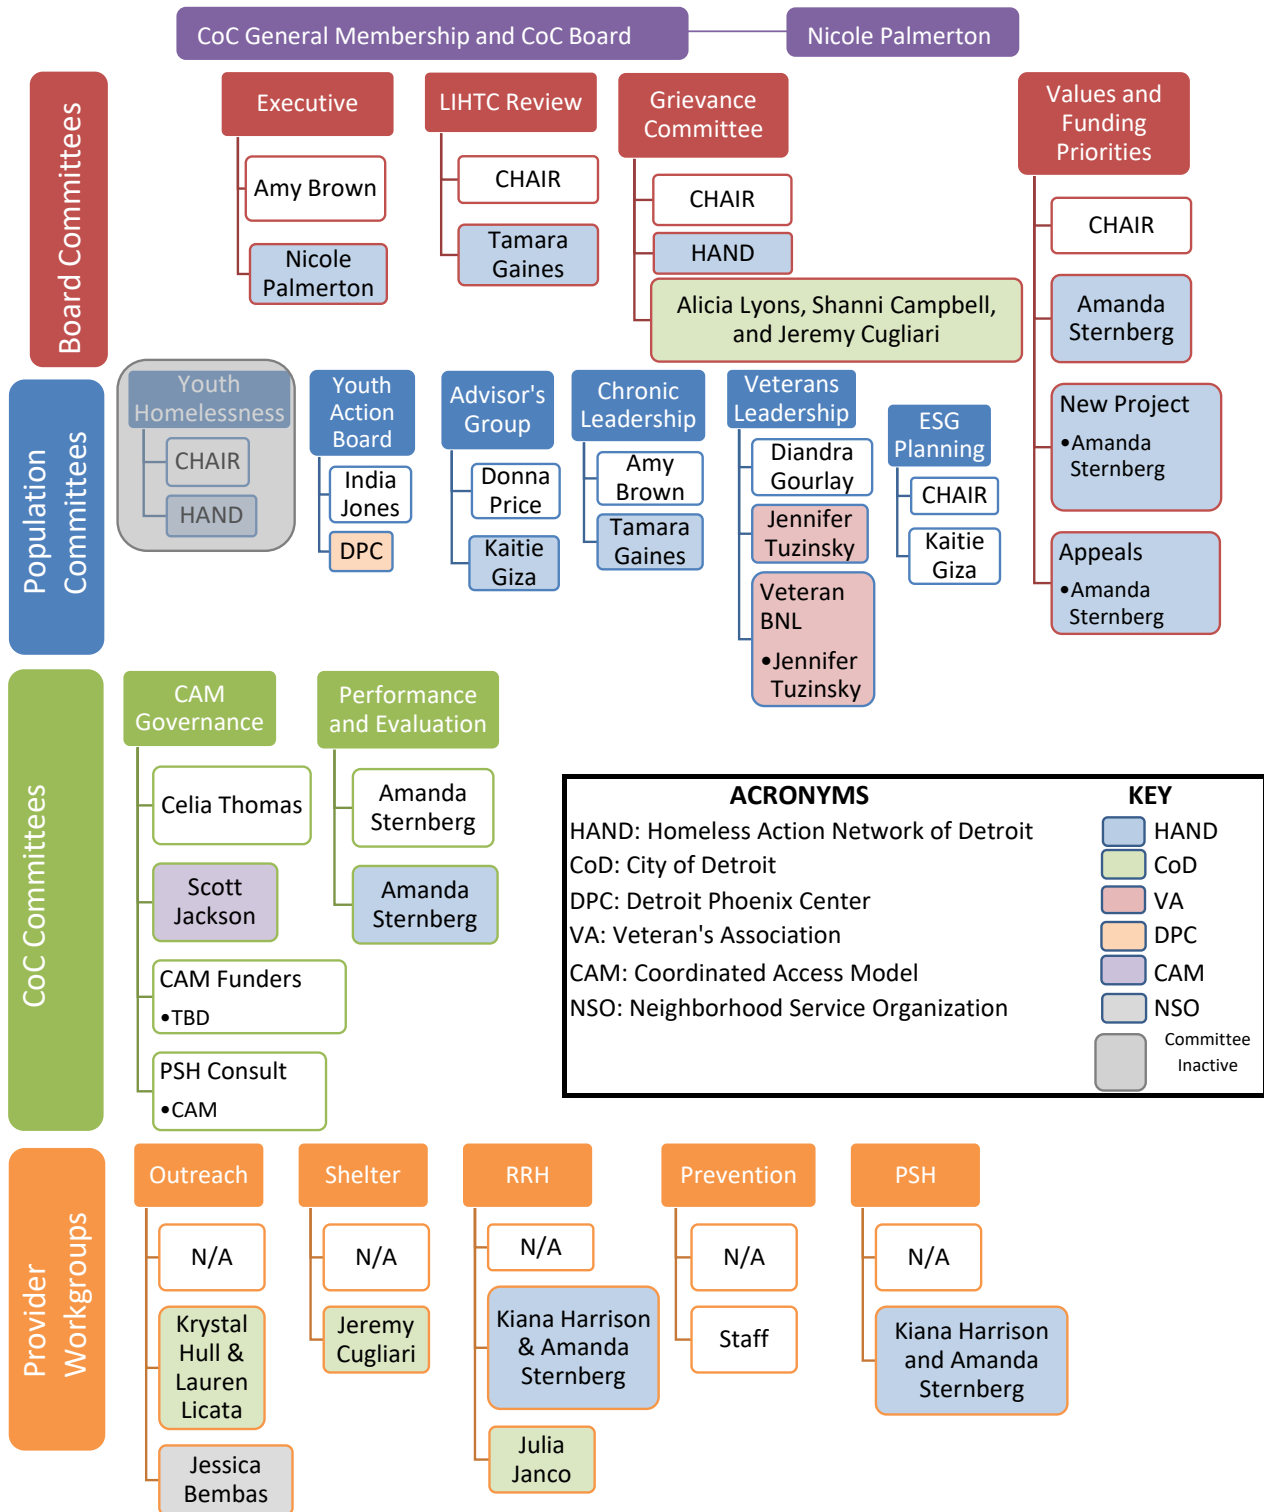 CoC General Membership and CoC Board
Nicole Palmerton
Board Committees
Executive
Amy Brown
Nicole
Palmerton
LIHTC Review
CHAIR
Tamara
Gaines
Grievance
Committee
CHAIR
HAND
Alicia Lyons, Shanni Campbell,
and Jeremy Cugliari
Values and
Funding
Priorities
CHAIR
Amanda
Sternberg
New Project
•Amanda
Sternberg
Appeals
•Amanda
Sternberg
Population
Committees
Youth
Homelessness
CHAIR
HAND
Youth
Action
Board
India
Jones
DPC
Advisor's
Group
Donna
Price
Kaitie
Giza
Chronic
Leadership
Amy
Brown
Tamara
Gaines
Veterans
Leadership
Diandra
Gourlay
Jennifer
Tuzinsky
Veteran
BNL
•Jennifer
Tuzinsky
ESG
Planning
CHAIR
Kaitie
Giza
CoC Committees
CAM
Governance
Celia Thomas
Scott
Jackson
CAM Funders
•TBD
PSH Consult
•CAM
Performance
and Evaluation
Amanda
Sternberg
Amanda
Sternberg
ACRONYMS
HAND: Homeless Action Network of Detroit
CoD: City of Detroit
DPC: Detroit Phoenix Center
VA: Veteran's Association
CAM: Coordinated Access Model
NSO: Neighborhood Service Organization
KEY
HAND
CoD
VA
DPC
CAM
NSO
Committee
Inactive
Provider
Workgroups
Outreach
N/A
Krystal
Hull &
Lauren
Licata
Jessica
Bembas
Shelter
N/A
Jeremy
Cugliari
RRH
N/A
Kiana Harrison
& Amanda
Sternberg
Julia
Janco
Prevention
N/A
Staff
PSH
N/A
Kiana Harrison
and Amanda
Sternberg